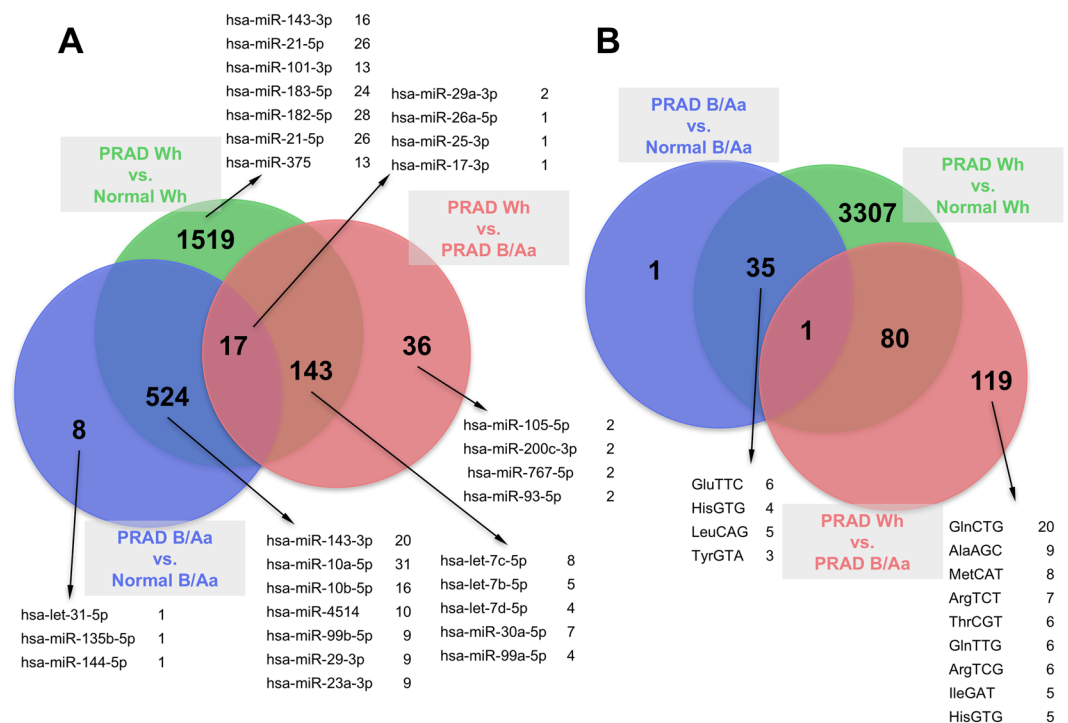 A
hsa-miR-143-3p 16
hsa-miR-21-5p 26
hsa-miR-101-3p 13
hsa-miR-183-5p 24
hsa-miR-182-5p 28
hsa-miR-21-5p 26
hsa-miR-375 13
hsa-miR-29a-3p 2
hsa-miR-26a-5p 1
hsa-miR-25-3p 1
hsa-miR-17-3p 1
PRAD Wh
vs.
Normal Wh
PRAD Wh
vs.
PRAD B/Aa
1519
17
36
143
524
8
hsa-miR-105-5p 2
hsa-miR-200c-3p 2
hsa-miR-767-5p 2
hsa-miR-93-5p 2
PRAD B/Aa
vs.
Normal B/Aa
hsa-let-31-5p 1
hsa-miR-135b-5p 1
hsa-miR-144-5p 1
hsa-miR-143-3p 20
hsa-miR-10a-5p 31
hsa-miR-10b-5p 16
hsa-miR-4514 10
hsa-miR-99b-5p 9
hsa-miR-29-3p 9
hsa-miR-23a-3p 9
hsa-let-7c-5p 8
hsa-let-7b-5p 5
hsa-let-7d-5p 4
hsa-miR-30a-5p 7
hsa-miR-99a-5p 4
B
PRAD B/Aa
vs.
Normal B/Aa
PRAD Wh
vs.
Normal Wh
3307
1
35
1
80
119
GluTTC 6
HisGTG 4
LeuCAG 5
TyrGTA 3
PRAD Wh
vs.
PRAD B/Aa
GlnCTG 20
AlaAGC 9
MetCAT 8
ArgTCT 7
ThrCGT 6
GlnTTG 6
ArgTCG 6
IleGAT 5
HisGTG 5